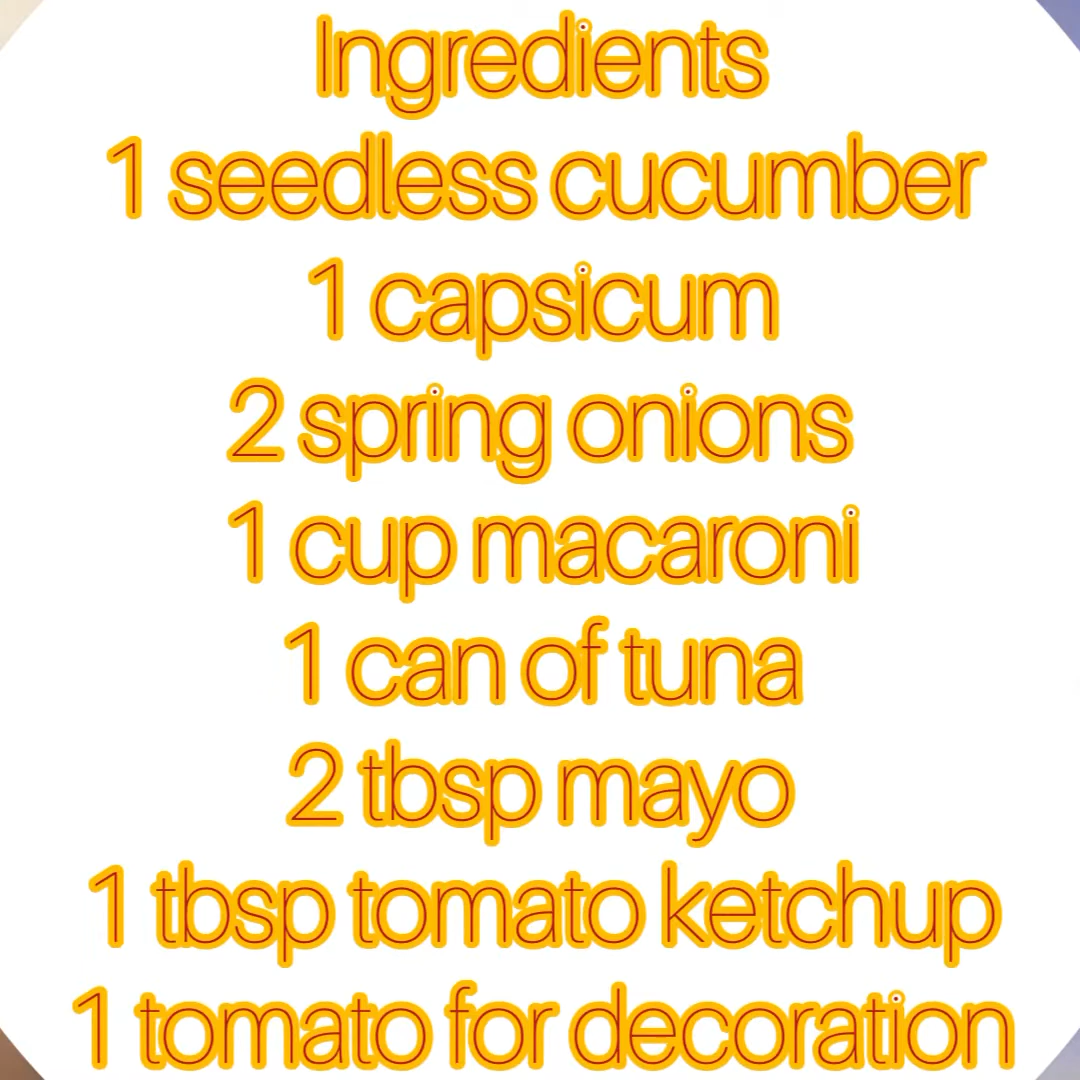 Ingredients
1 seedless cucumber
1 capsicum
2 spring onions
1 cup macaroni
1 can of tuna
2 tbsp mayo
1 tbsp tomato ketchup
1 tomato for decoration